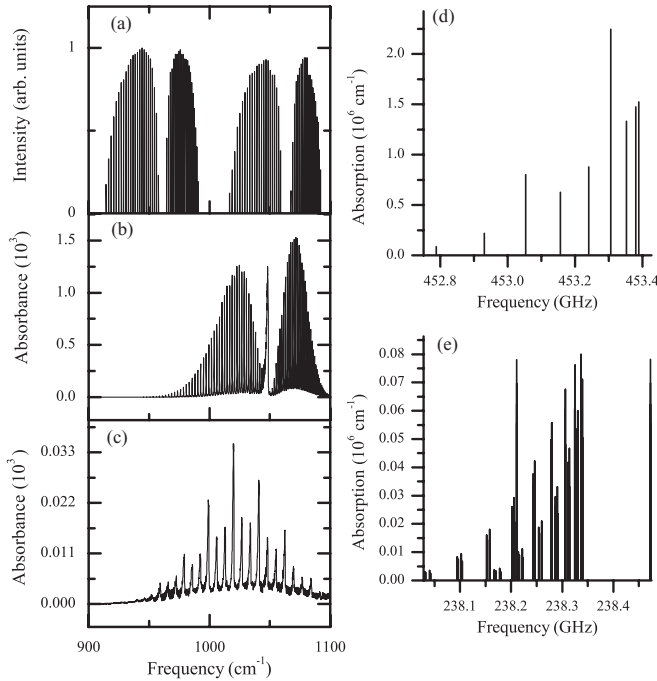 (a)
Intensity (arb. units)
1
0
(b)
Absorbance (10³)
1.5
1.0
0.5
0.0
(c)
Absorbance (10³)
0.033
0.022
0.011
0.000
900
1000
1100
Frequency (cm⁻¹)
(d)
Absorption (10⁶ cm⁻¹)
2.0
1.5
1.0
0.5
0.0
452.8
453.0
453.2
453.4
Frequency (GHz)
(e)
Absorption (10⁶ cm⁻¹)
0.08
0.07
0.06
0.05
0.04
0.03
0.02
0.01
0.00
238.1
238.2
238.3
238.4
Frequency (GHz)